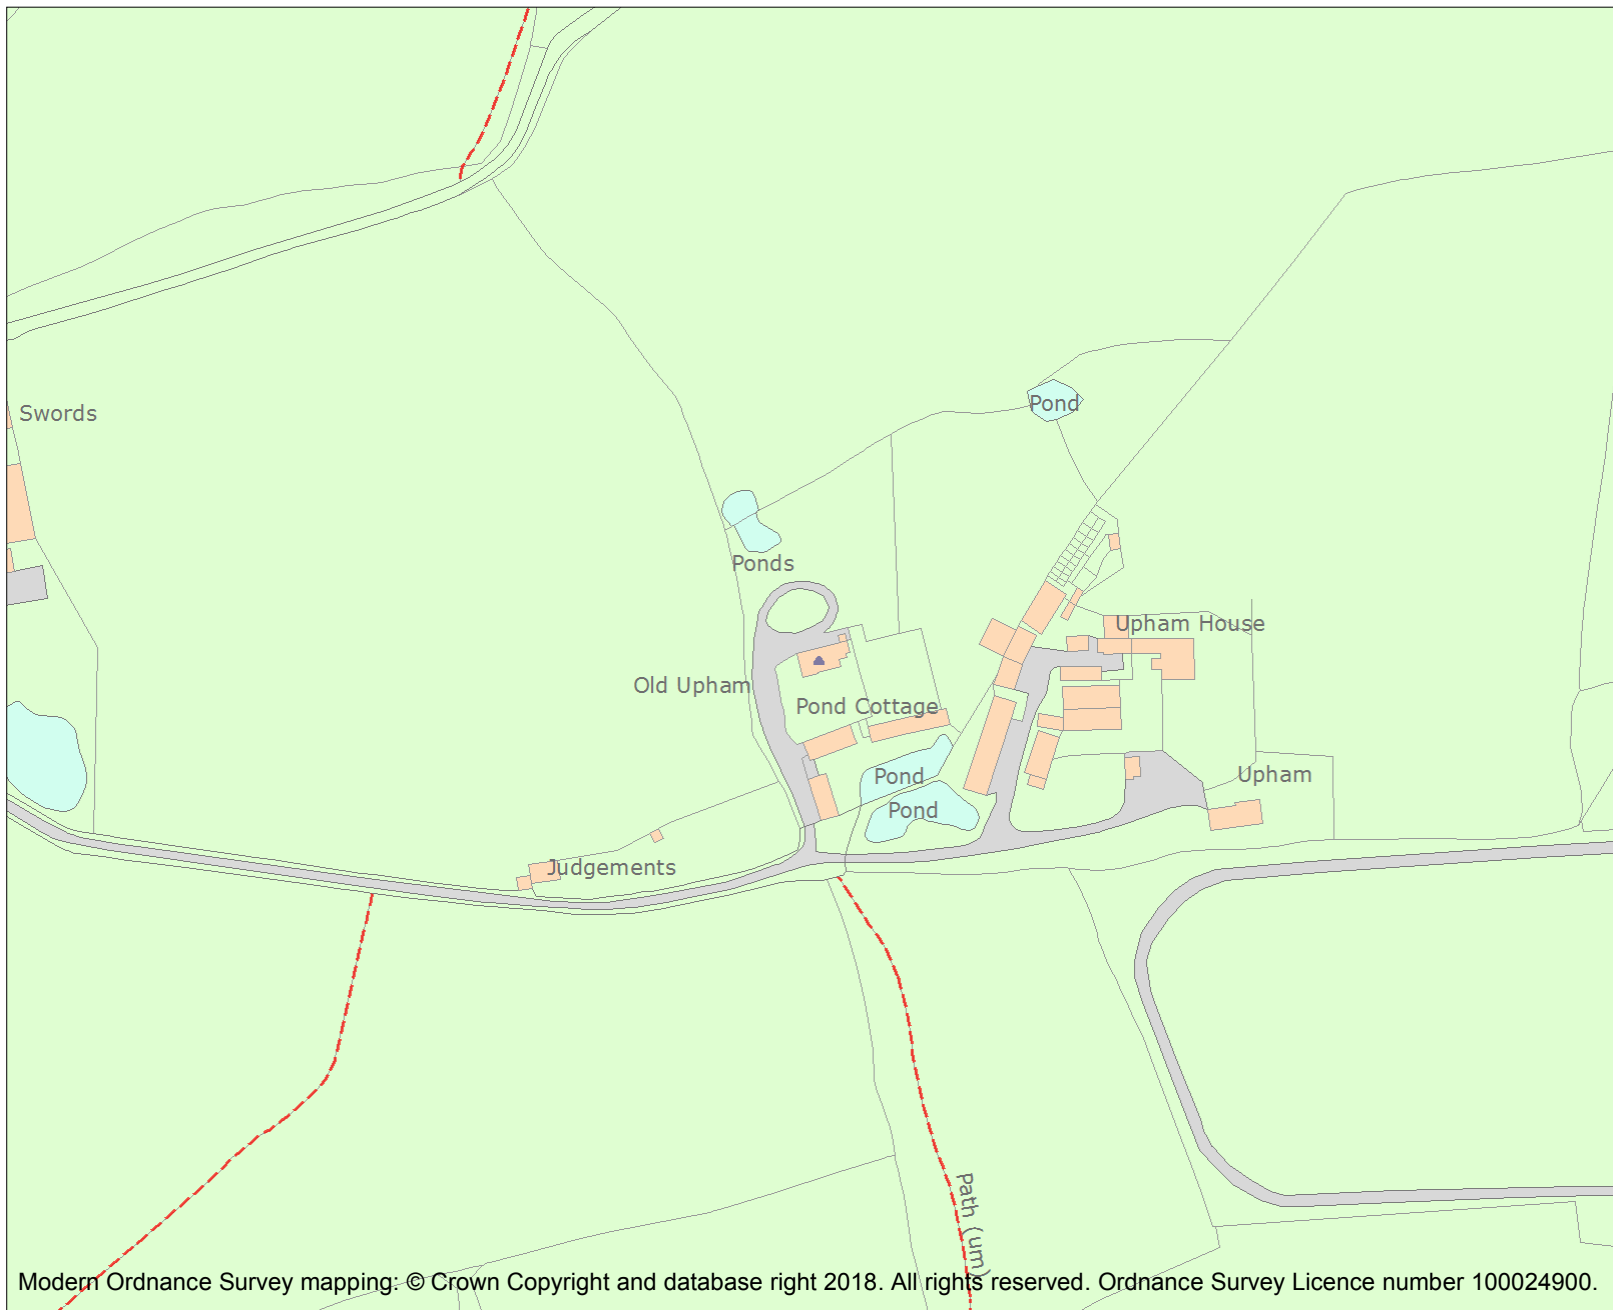 Pond
Swords
Ponds
Upham House
Old Upham
Pond Cottage
Pond
Upham
Pond
Judgements
Path (um)
Modern Ordnance Survey mapping: © Crown Copyright and database right 2018. All rights reserved. Ordnance Survey Licence number 100024900.